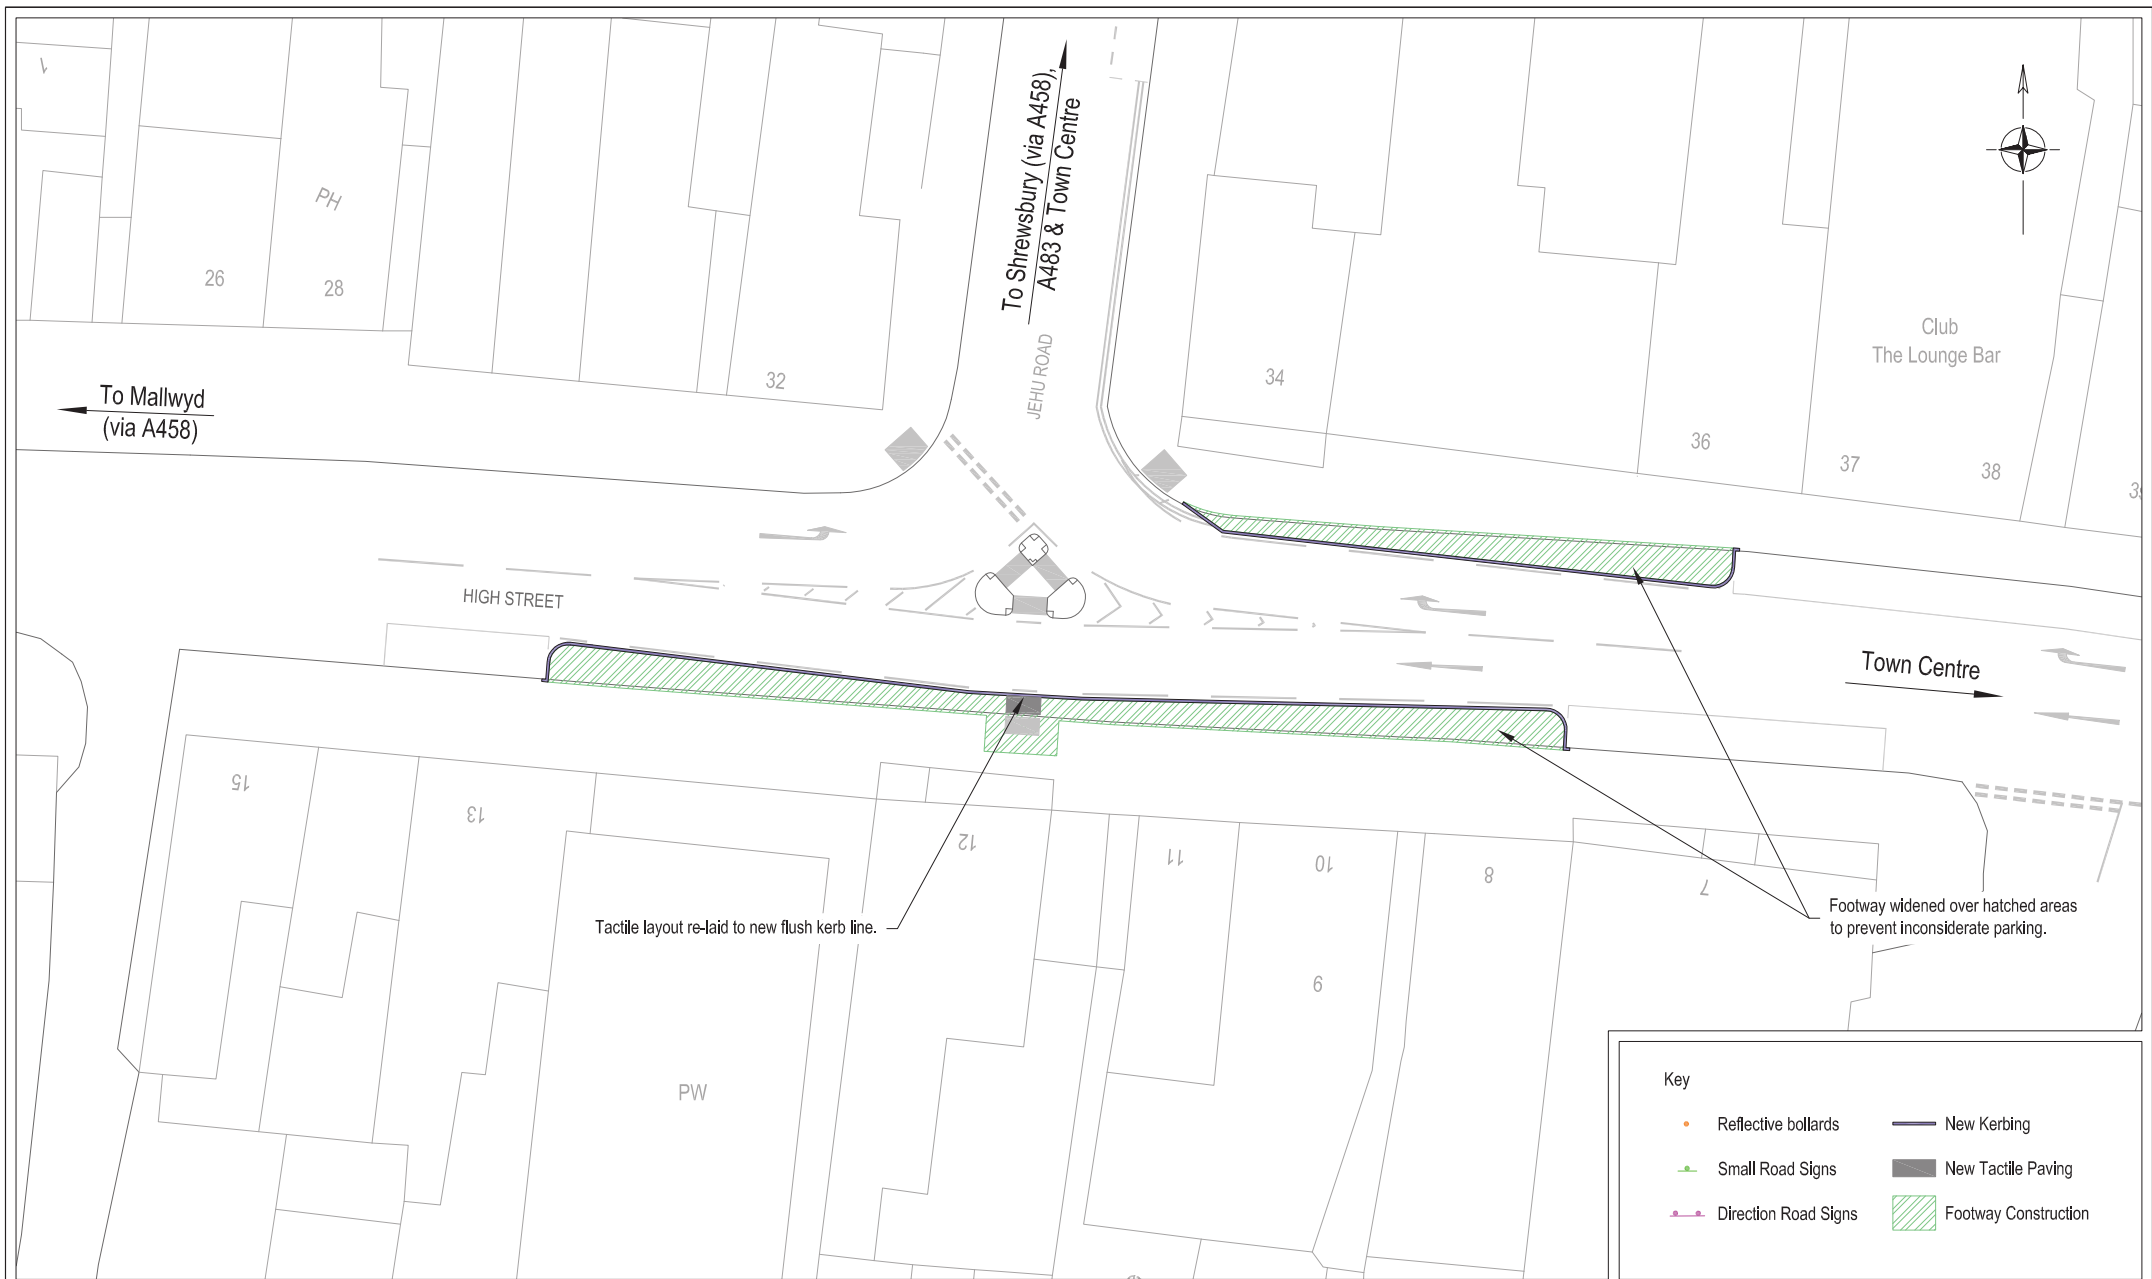 1
PH
26
28
32
To Shrewsbury (via A458),
A483 & Town Centre
JEHU ROAD
34
36
37
38
Club
The Lounge Bar
To Mallwyd
(via A458)
HIGH STREET
Town Centre
15
13
12
11
10
9
8
7
PW
Tactile layout re-laid to new flush kerb line.
Footway widened over hatched areas
to prevent inconsiderate parking.
Key
Reflective bollards
New Kerbing
Small Road Signs
New Tactile Paving
Direction Road Signs
Footway Construction